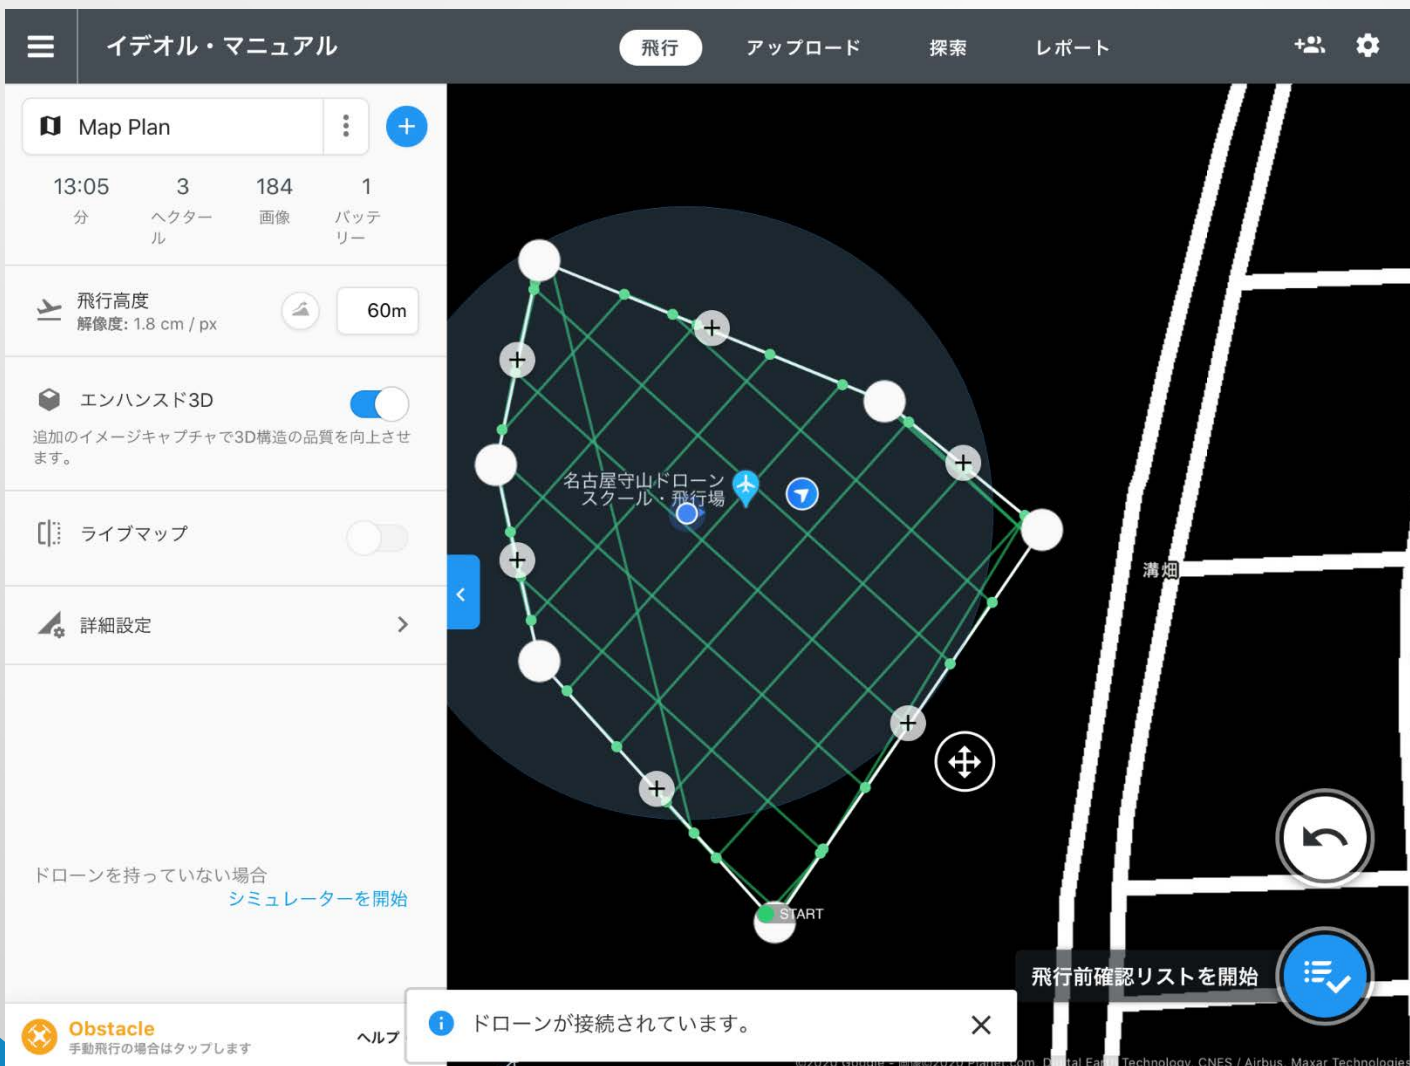 イデオル・マニュアル
飛行
アップロード
探索
レポート
Map Plan
13:05
3
184
1
分
ヘクター
ル
画像
バッテ
リー
飛行高度
解像度: 1.8 cm / px
60m
エンハンスド3D
追加のイメージキャプチャで3D構造の品質を向上させ
ます。
ライブマップ
詳細設定
ドローンを持っていない場合
シミュレーターを開始
Obstacle
手動飛行の場合はタップします
ヘルプ
名古屋守山ドローン
スクール・飛行場
溝畑
START
飛行前確認リストを開始
ドローンが接続されています。
Technology, CNES / Airbus, Maxar Technologies